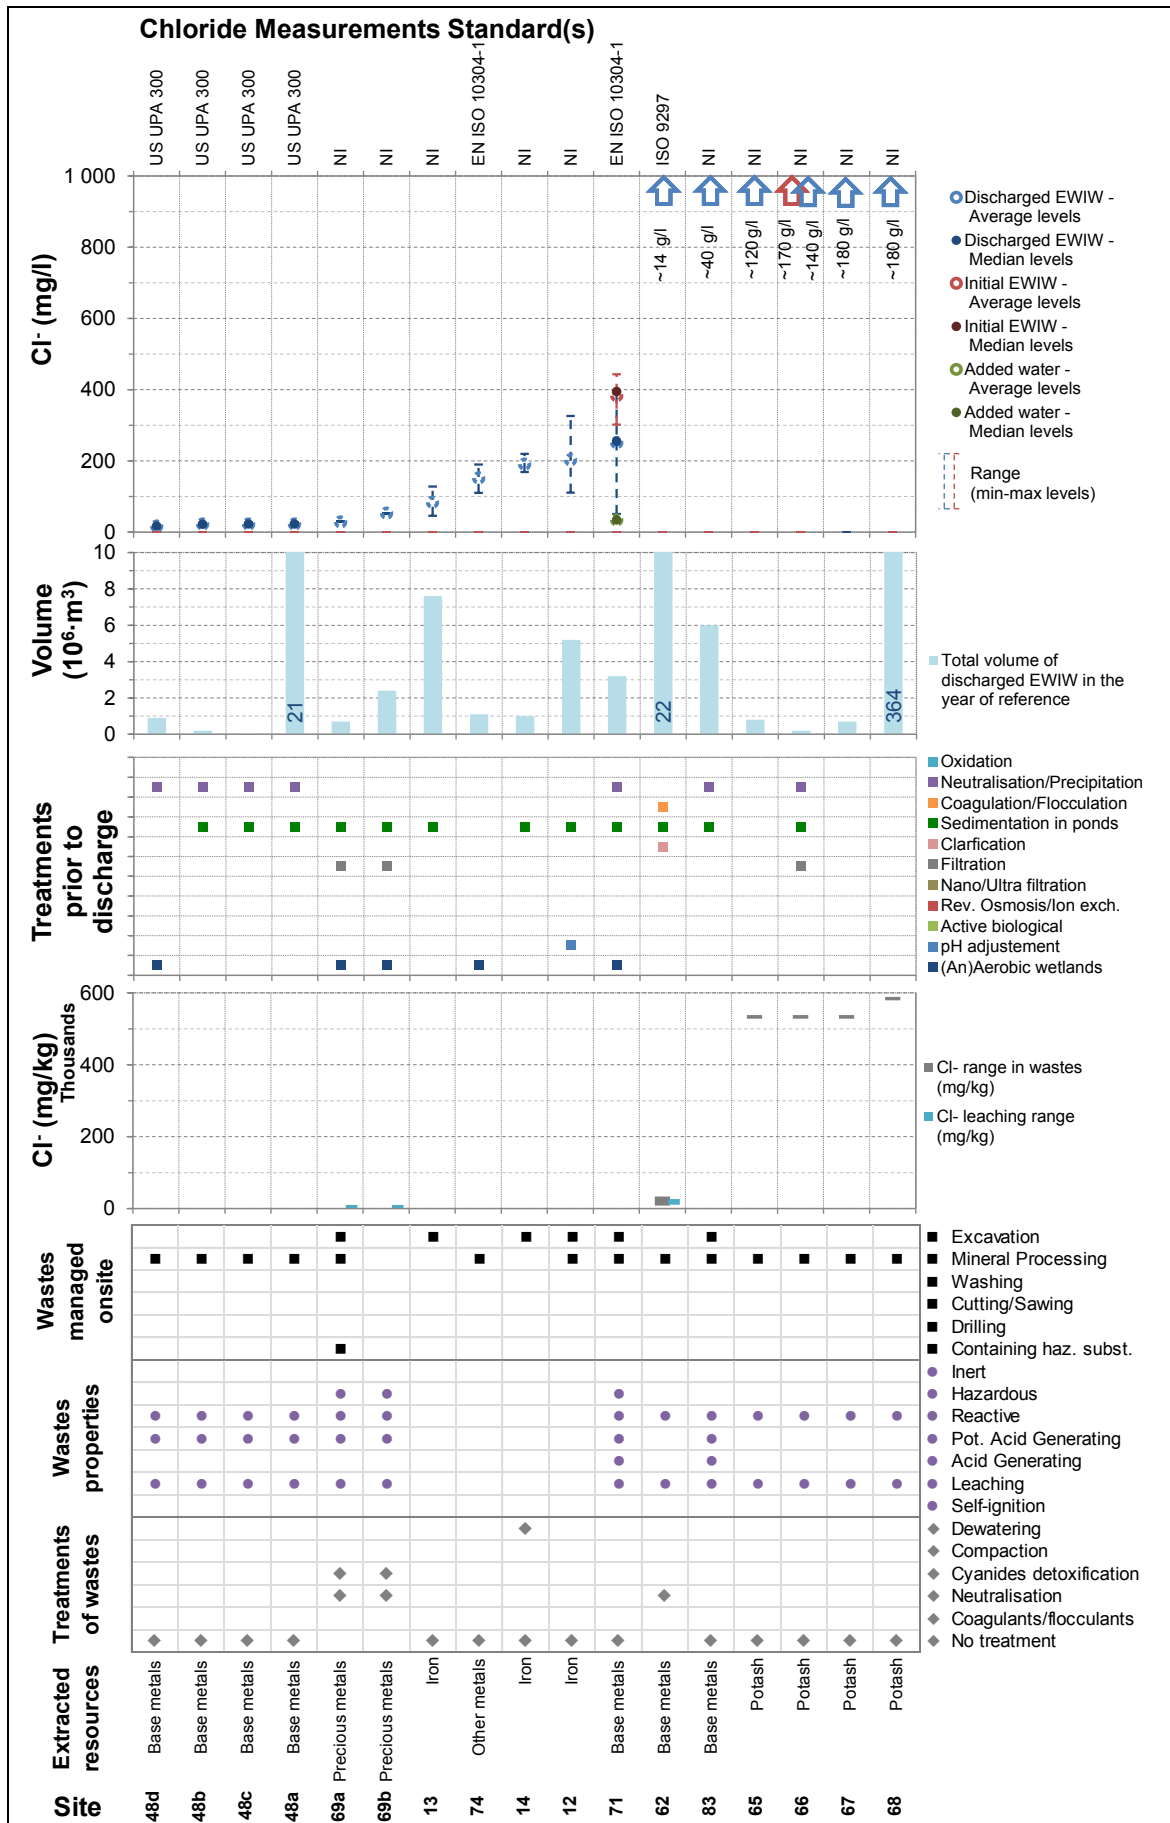 Chloride Measurements Standard(s)
US UPA 300
US UPA 300
US UPA 300
US UPA 300
NI
NI
NI
EN ISO 10304-1
NI
NI
EN ISO 10304-1
ISO 9297
NI
NI
NI
NI
NI
Cl- (mg/l)
1 000
800
600
400
200
0
~14 g/l
~40 g/l
~120 g/l
~170 g/l
~140 g/l
~180 g/l
~180 g/l
Discharged EWIW -
Average levels
Discharged EWIW -
Median levels
Initial EWIW -
Average levels
Initial EWIW -
Median levels
Added water -
Average levels
Added water -
Median levels
Range
(min-max levels)
Volume
(10⁶·m³)
10
8
6
4
2
0
21
22
364
Total volume of
discharged EWIW in the
year of reference
Treatments
prior to
discharge
Oxidation
Neutralisation/Precipitation
Coagulation/Flocculation
Sedimentation in ponds
Clarfication
Filtration
Nano/Ultra filtration
Rev. Osmosis/Ion exch.
Active biological
pH adjustement
(An)Aerobic wetlands
Cl- (mg/kg)
Thousands
600
400
200
0
Cl- range in wastes
(mg/kg)
Cl- leaching range
(mg/kg)
Wastes
managed
onsite
Excavation
Mineral Processing
Washing
Cutting/Sawing
Drilling
Containing haz. subst.
Wastes
properties
Inert
Hazardous
Reactive
Pot. Acid Generating
Acid Generating
Leaching
Self-ignition
Treatments
of wastes
Dewatering
Compaction
Cyanides detoxification
Neutralisation
Coagulants/flocculants
No treatment
Extracted
resources
Base metals
Base metals
Base metals
Base metals
Precious metals
Precious metals
Iron
Other metals
Iron
Iron
Base metals
Base metals
Base metals
Potash
Potash
Potash
Potash
Site
48d
48b
48c
48a
69a
69b
13
74
14
12
71
62
83
65
66
67
68